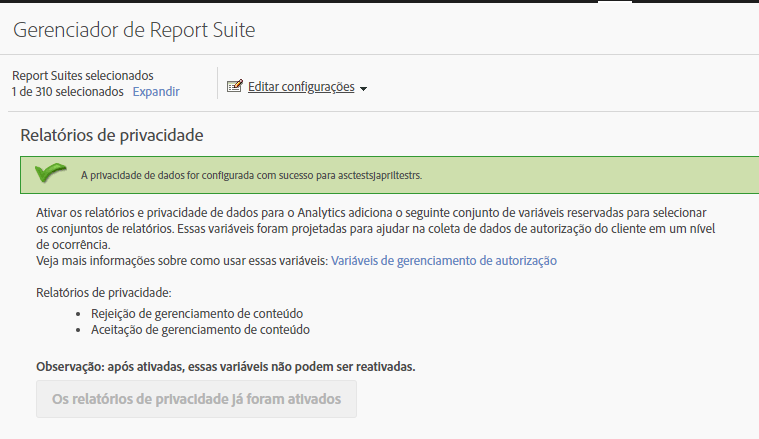 Gerenciador de Report Suite
Report Suites selecionados
1 de 310 selecionados Expandir
Editar configurações
Relatórios de privacidade
A privacidade de dados for configurada com sucesso para asctestsjapriltestrs.
Ativar os relatórios e privacidade de dados para o Analytics adiciona o seguinte conjunto de variáveis reservadas para selecionar
os conjuntos de relatórios. Essas variáveis foram projetadas para ajudar na coleta de dados de autorização do cliente em um nível
de ocorrência.
Veja mais informações sobre como usar essas variáveis: Variáveis de gerenciamento de autorização
Relatórios de privacidade:
Rejeição de gerenciamento de conteúdo
Aceitação de gerenciamento de conteúdo
Observação: após ativadas, essas variáveis não podem ser reativadas.
Os relatórios de privacidade já foram ativados